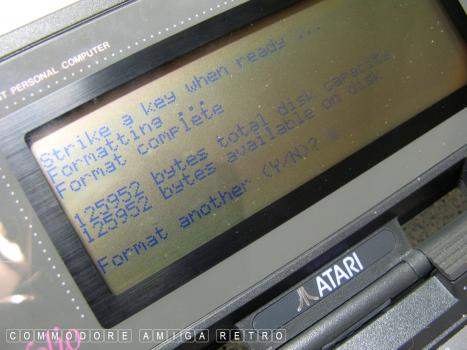 PERSONAL COMPUTER
Strike a key when ready ...
Formatting ...
Format complete
125952 bytes total disk capacity
125952 bytes available on disk
Format another (Y/N)?
ATARI
folio
COMMODORE AMIGA RETRO